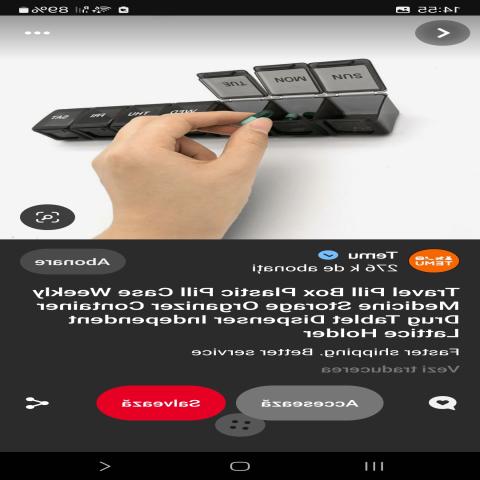 14:55
89%
SUN
MON
TUE
WED
THU
FRI
SAT
TEMU
Temu
276 k de abonați
Abonare
Travel Pill Box Plastic Pill Case Weekly
Medicine Storage Organizer Container
Drug Tablet Dispenser Independent
Lattice Holder
Faster shipping. Better service
Vezi traducerea
Accesează
Salvează